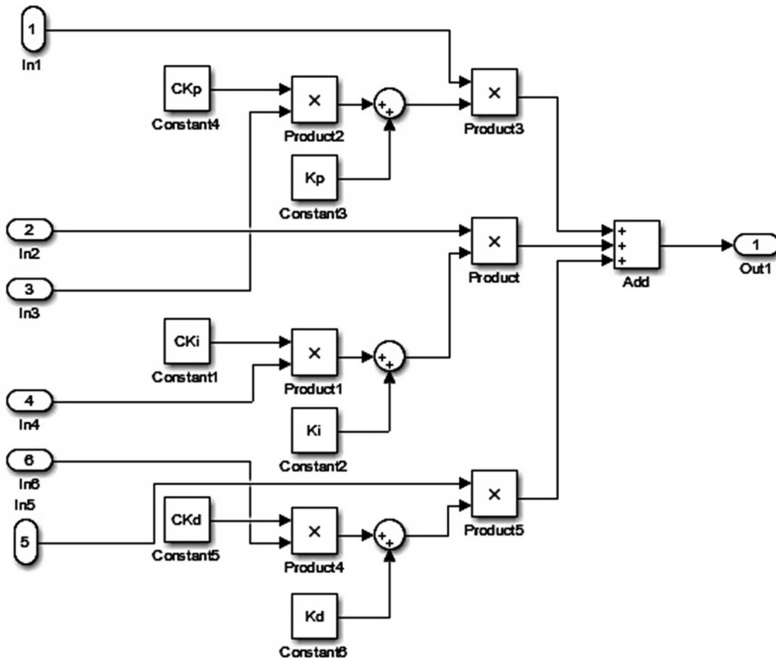 1
In1
CKp
Constant4
×
Product2
+
+
Kp
Constant3
×
Product3
2
In2
×
Product
3
In3
+
+
+
Add
1
Out1
CKi
Constant1
×
Product1
+
+
4
In4
Ki
Constant2
6
In6
In5
5
CKd
Constant5
×
Product4
+
+
×
Product5
Kd
Constant6